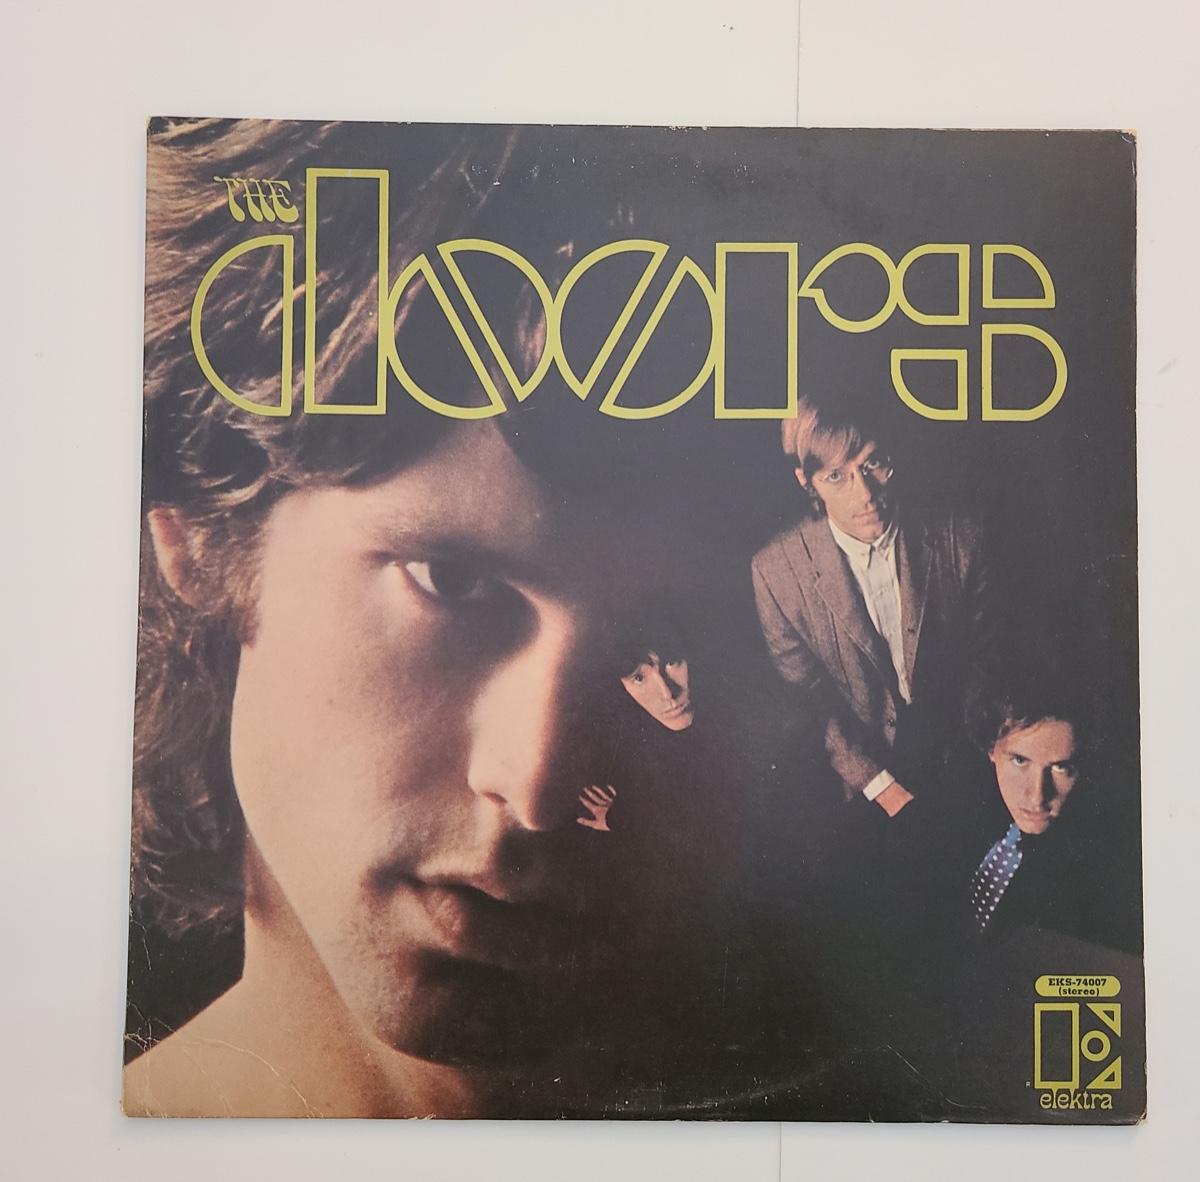 THE
doors
EKS-74007
(stereo)
R
elektra